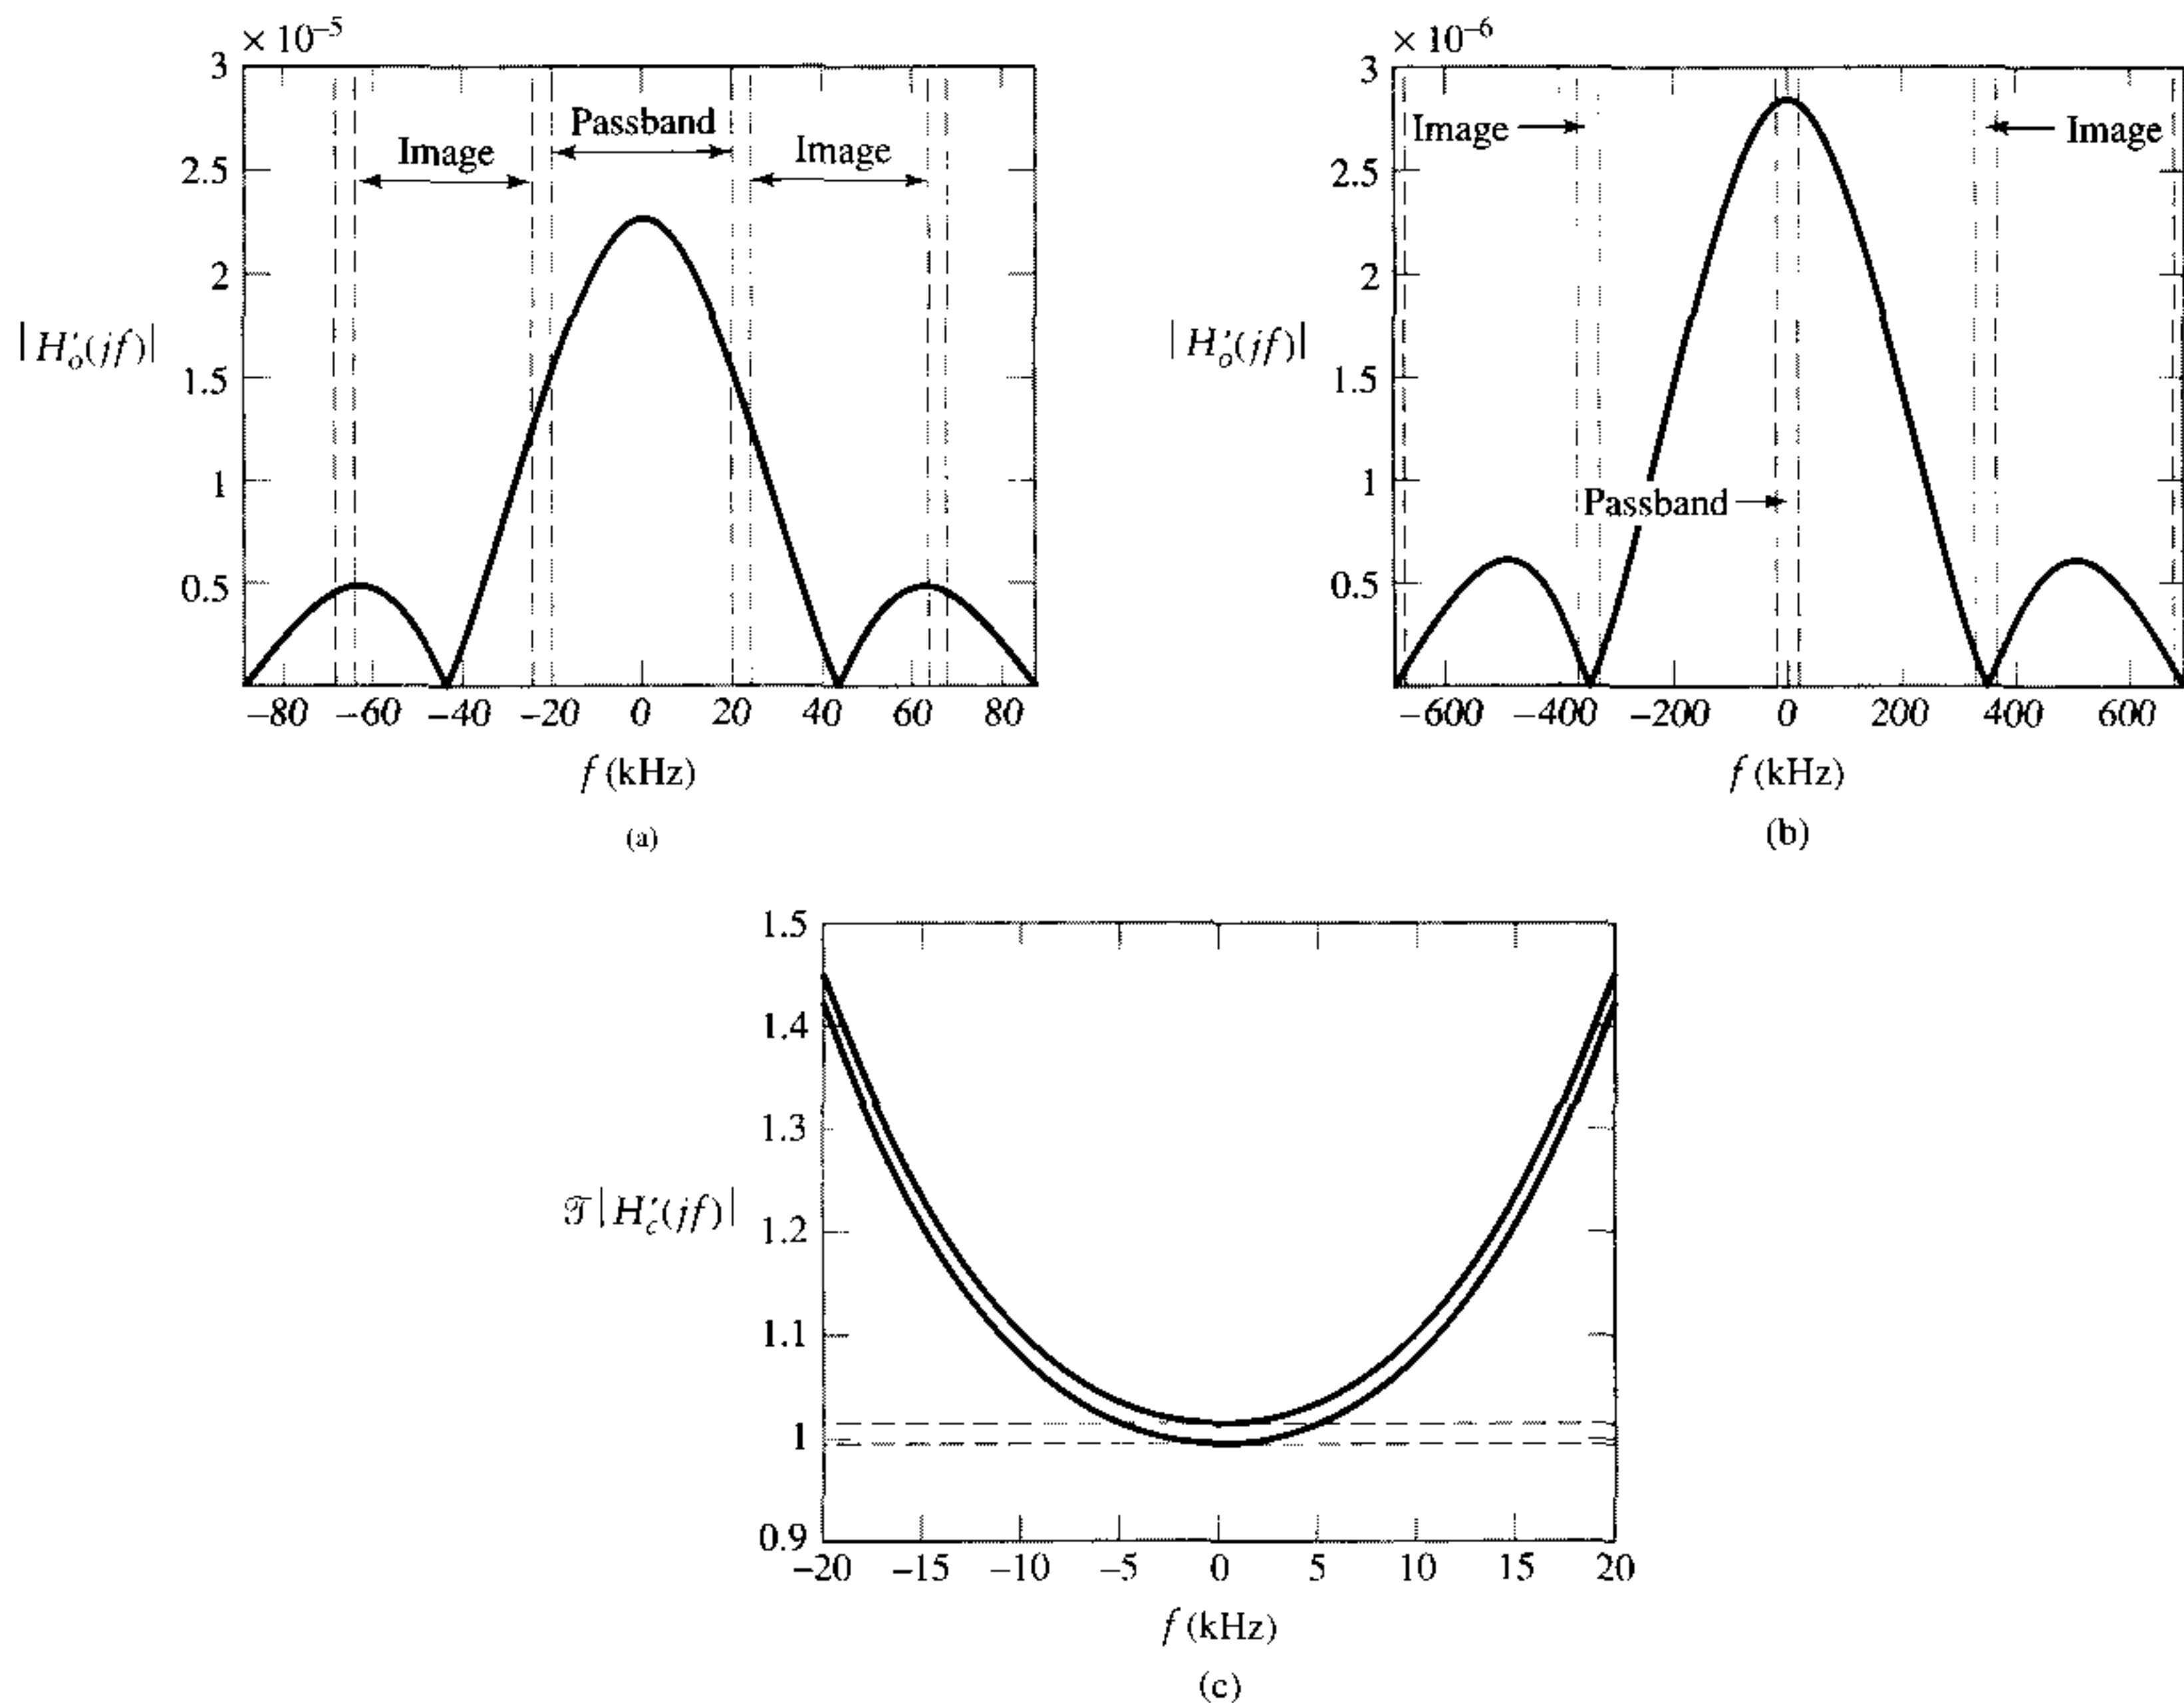 × 10⁻⁵
3
2.5
2
1.5
1
0.5
|H′ₒ(jf)|
Image
Passband
Image
−80 −60 −40 −20 0 20 40 60 80
f (kHz)
(a)
× 10⁻⁶
3
2.5
2
1.5
1
0.5
|H′ₒ(jf)|
Image
Image
Passband
−600 −400 −200 0 200 400 600
f (kHz)
(b)
1.5
1.4
1.3
1.2
1.1
1
0.9
𝒯|H′c(jf)|
−20 −15 −10 −5 0 5 10 15 20
f (kHz)
(c)